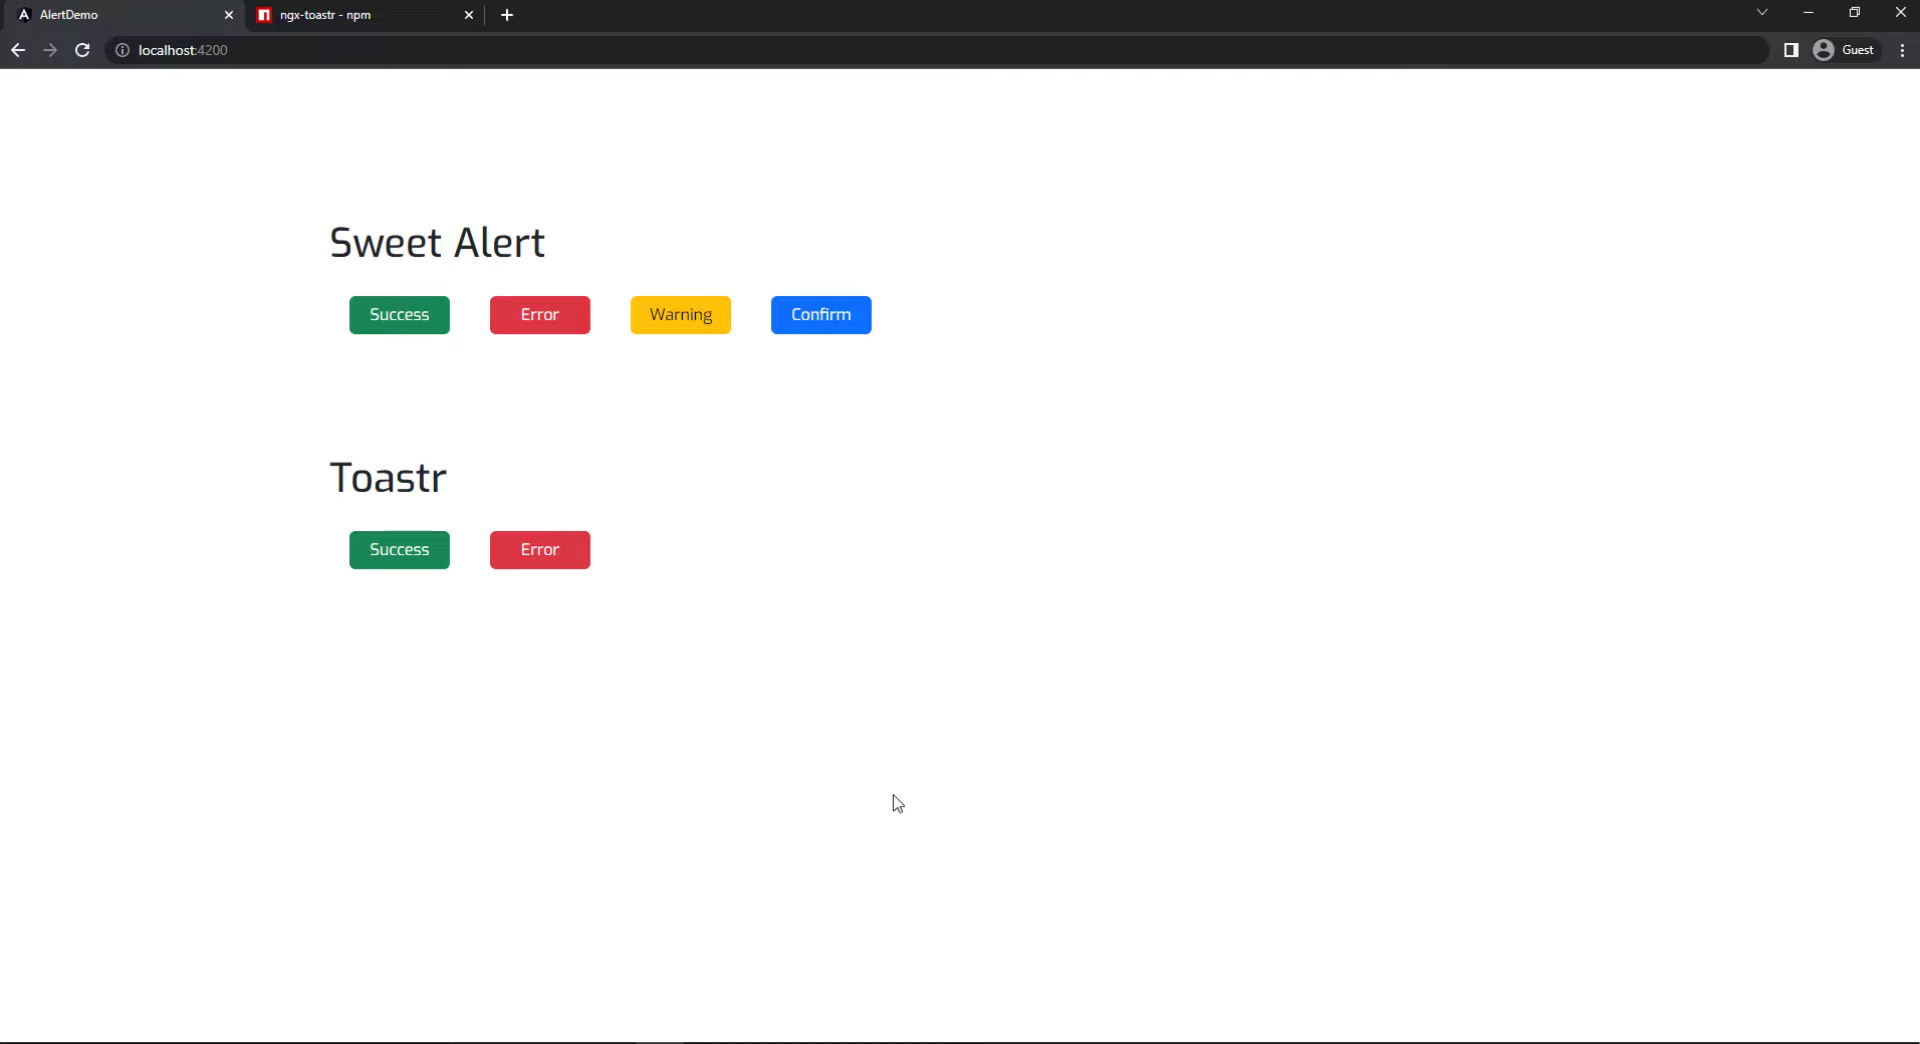 AlertDemo
ngx-toastr - npm
localhost:4200
Guest
Sweet Alert
Success Error Warning Confirm
Toastr
Success Error